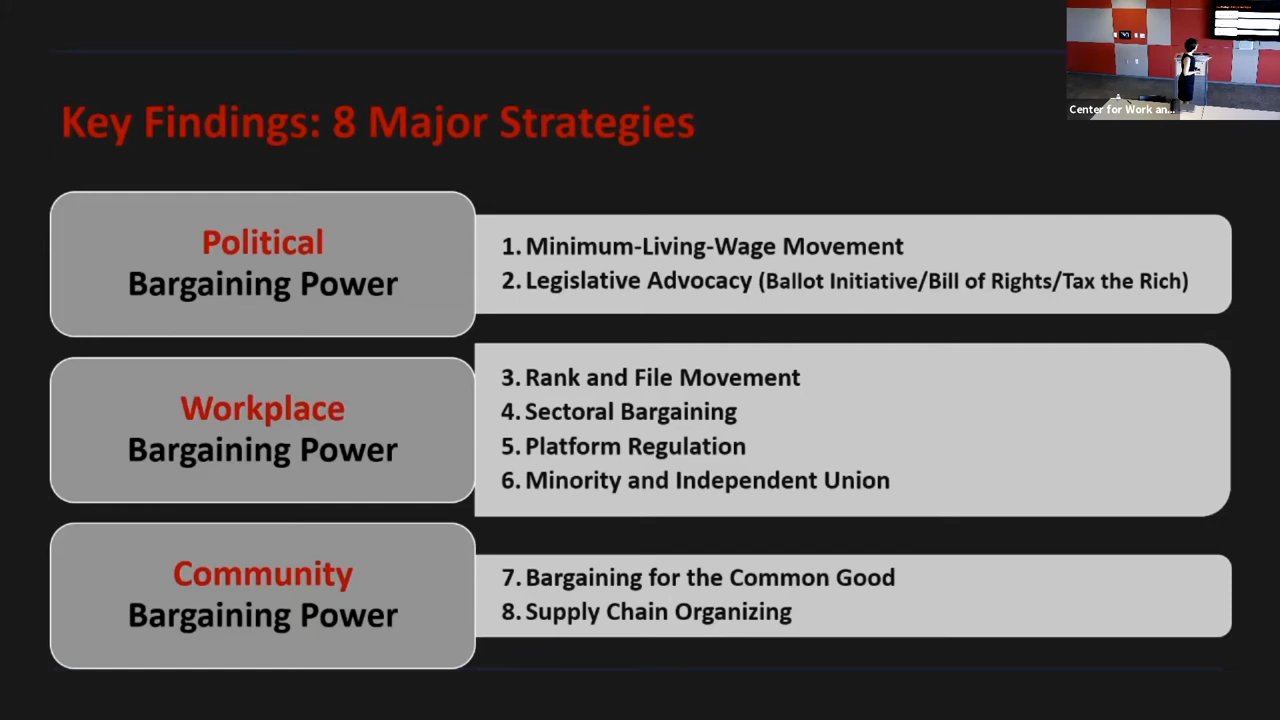 Center for Work an...
Key Findings: 8 Major Strategies
Political
Bargaining Power
1. Minimum-Living-Wage Movement
2. Legislative Advocacy (Ballot Initiative/Bill of Rights/Tax the Rich)
Workplace
Bargaining Power
3. Rank and File Movement
4. Sectoral Bargaining
5. Platform Regulation
6. Minority and Independent Union
Community
Bargaining Power
7. Bargaining for the Common Good
8. Supply Chain Organizing